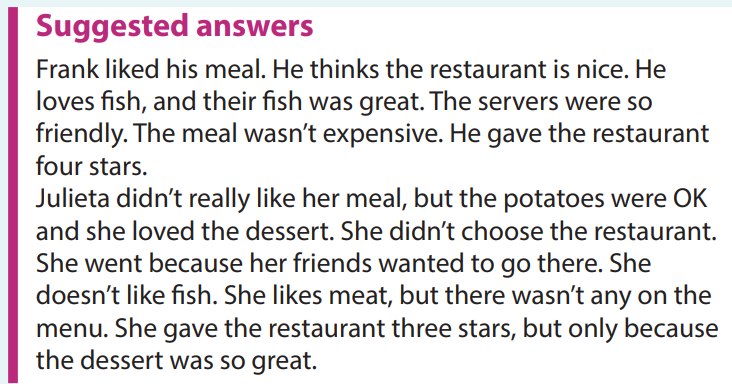 Suggested answers
Frank liked his meal. He thinks the restaurant is nice. He
loves fish, and their fish was great. The servers were so
friendly. The meal wasn’t expensive. He gave the restaurant
four stars.
Julieta didn’t really like her meal, but the potatoes were OK
and she loved the dessert. She didn’t choose the restaurant.
She went because her friends wanted to go there. She
doesn’t like fish. She likes meat, but there wasn’t any on the
menu. She gave the restaurant three stars, but only because
the dessert was so great.